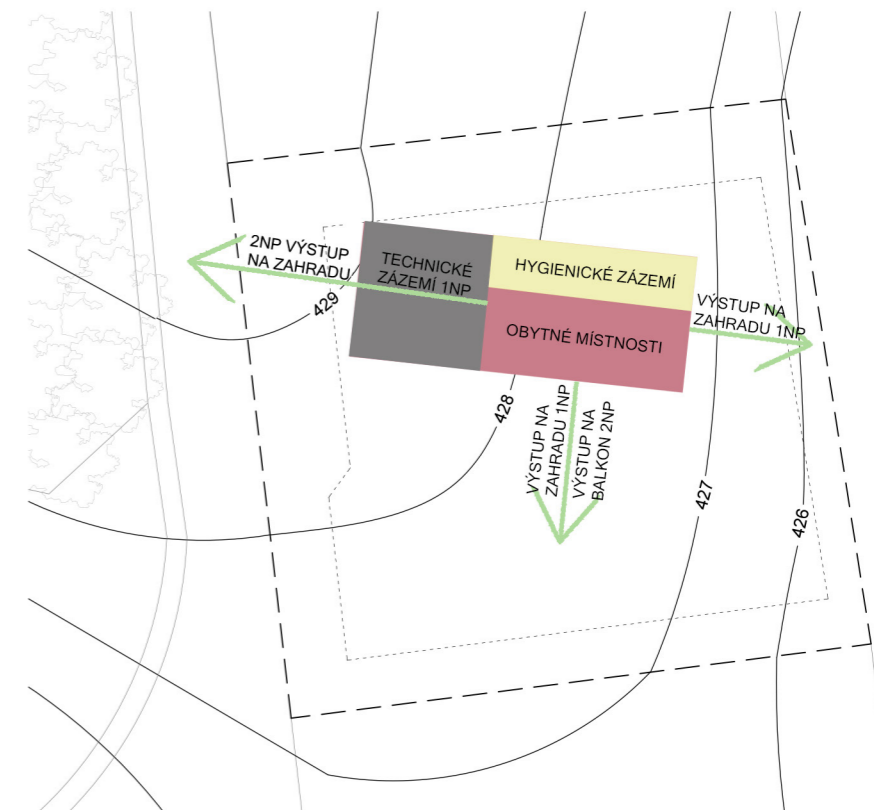 2NP VÝSTUP
NA ZAHRADU
TECHNICKÉ
ZÁZEMÍ 1NP
HYGIENICKÉ ZÁZEMÍ
OBYTNÉ MÍSTNOSTI
VÝSTUP NA
ZAHRADU 1NP
VÝSTUP NA
ZAHRADU 1NP
VÝSTUP NA
BALKON 2NP
429
428
427
426